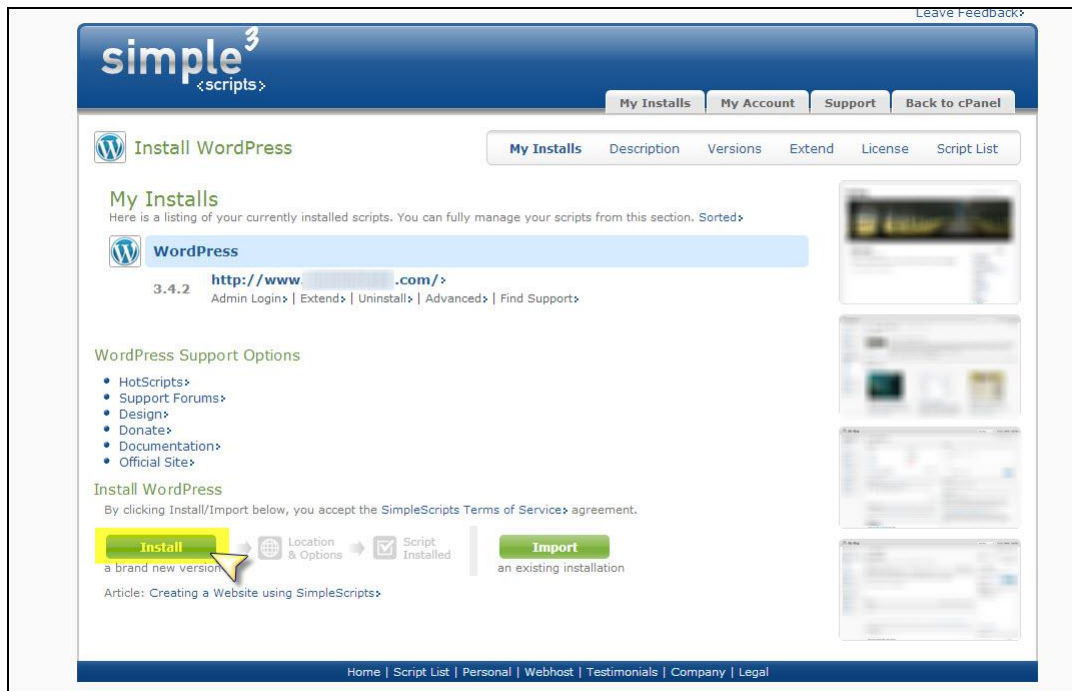 Leave Feedback>
simple3
<scripts>
My Installs
My Account
Support
Back to cPanel
Install WordPress
My Installs
Description
Versions
Extend
License
Script List
My Installs
Here is a listing of your currently installed scripts. You can fully manage your scripts from this section. Sorted>
WordPress
3.4.2
http://www. .com/>
Admin Login> | Extend> | Uninstall> | Advanced> | Find Support>
WordPress Support Options
HotScripts>
Support Forums>
Design>
Donate>
Documentation>
Official Site>
Install WordPress
By clicking Install/Import below, you accept the SimpleScripts Terms of Service> agreement.
Install
Location
& Options
Script
Installed
Import
a brand new version
an existing installation
Article: Creating a Website using SimpleScripts>
Home | Script List | Personal | Webhost | Testimonials | Company | Legal